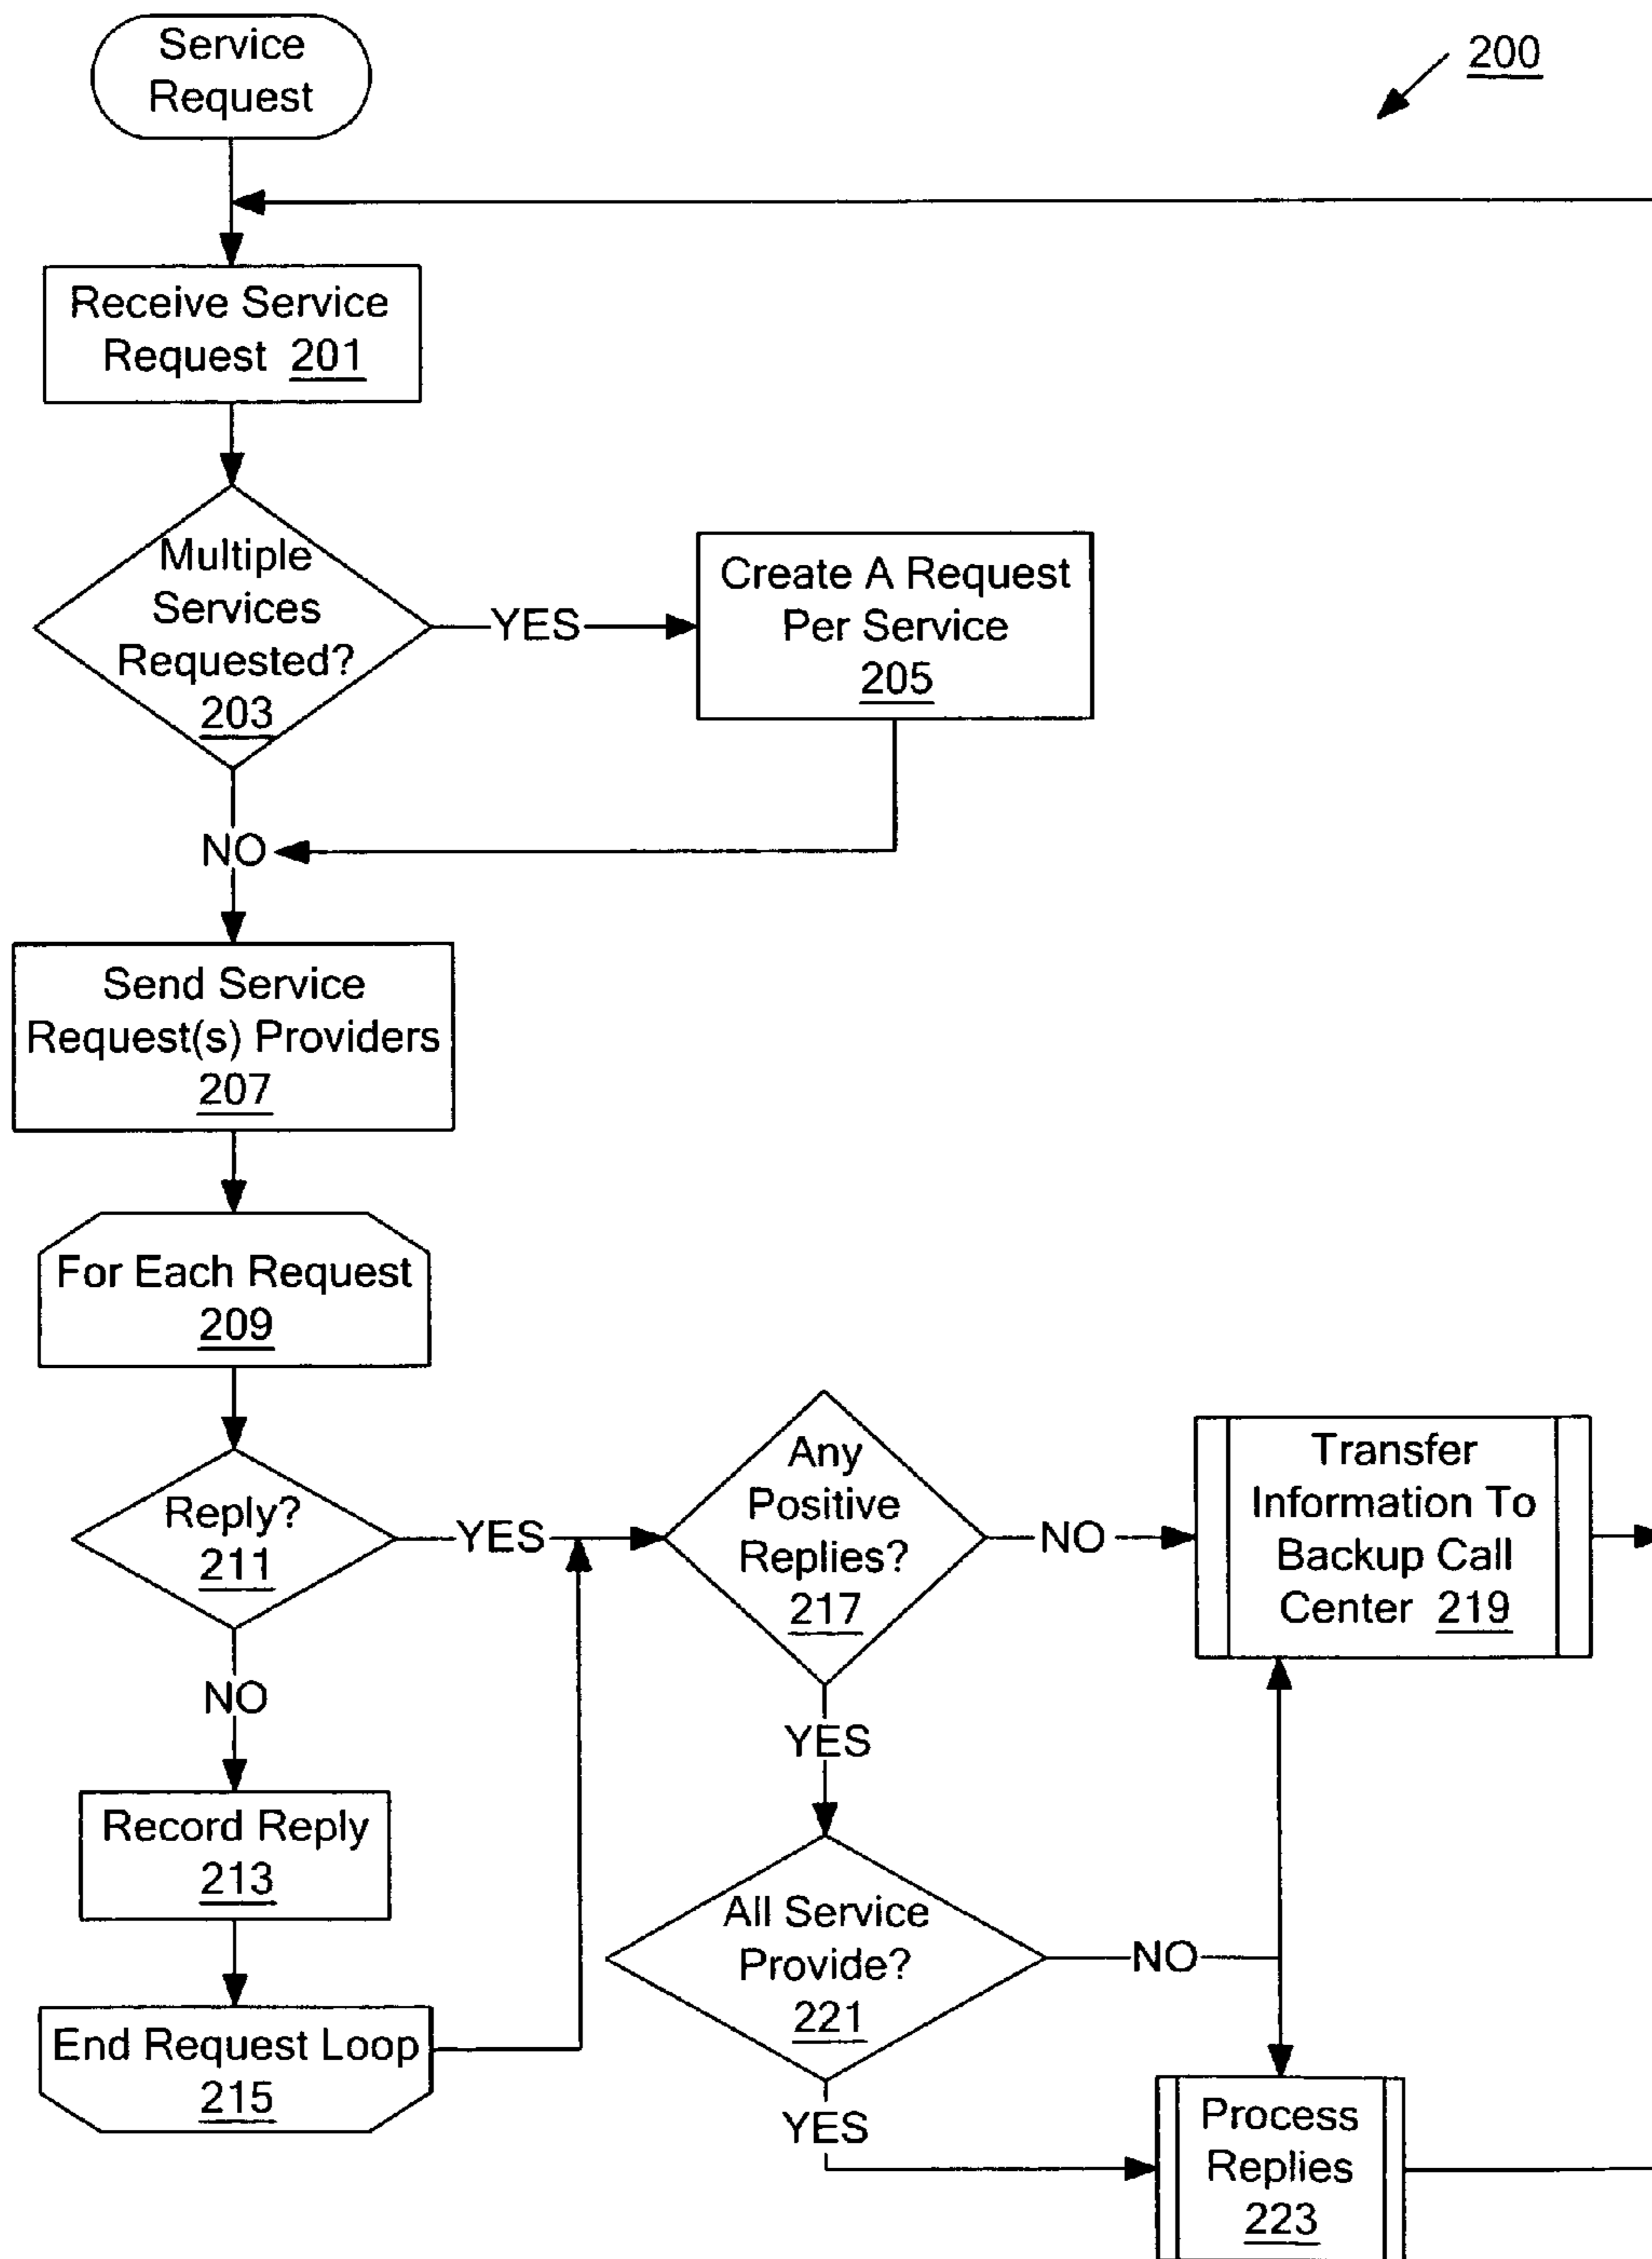 Service
Request
200
Receive Service
Request 201
Multiple
Services
Requested?
203
YES
Create A Request
Per Service
205
NO
Send Service
Request(s) Providers
207
For Each Request
209
Reply?
211
YES
Any
Positive
Replies?
217
NO
Transfer
Information To
Backup Call
Center 219
NO
YES
Record Reply
213
All Service
Provide?
221
NO
End Request Loop
215
YES
Process
Replies
223